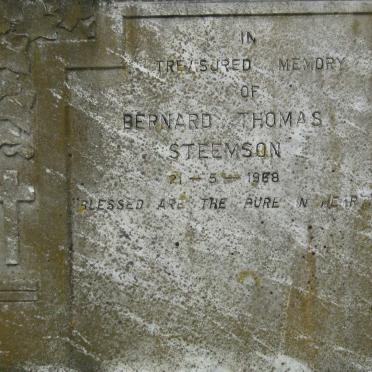 IN
TREASURED MEMORY
OF
BERNARD THOMAS
STEEMSON
21-5-1968
"BLESSED ARE THE PURE IN HEART